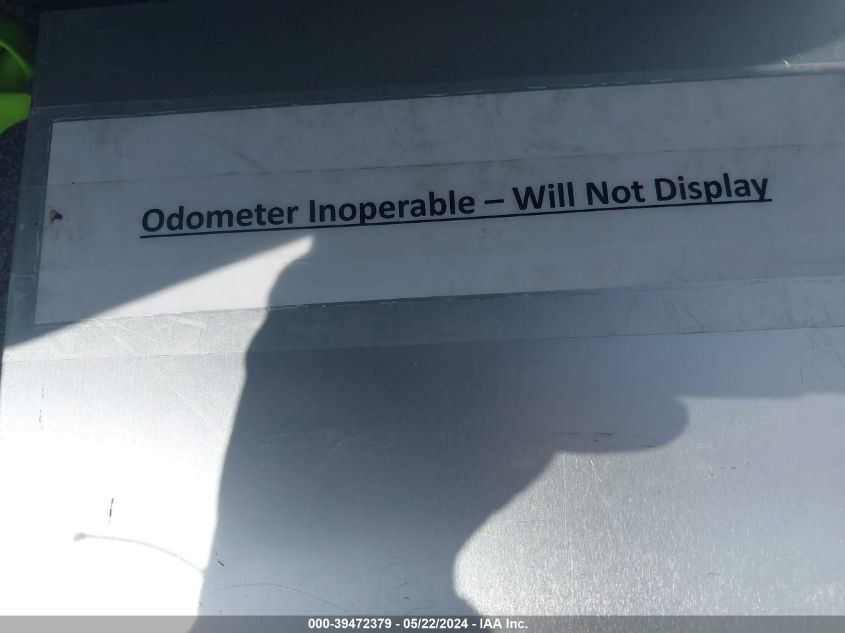 Odometer Inoperable – Will Not Display
000-39472379 - 05/22/2024 - IAA Inc.